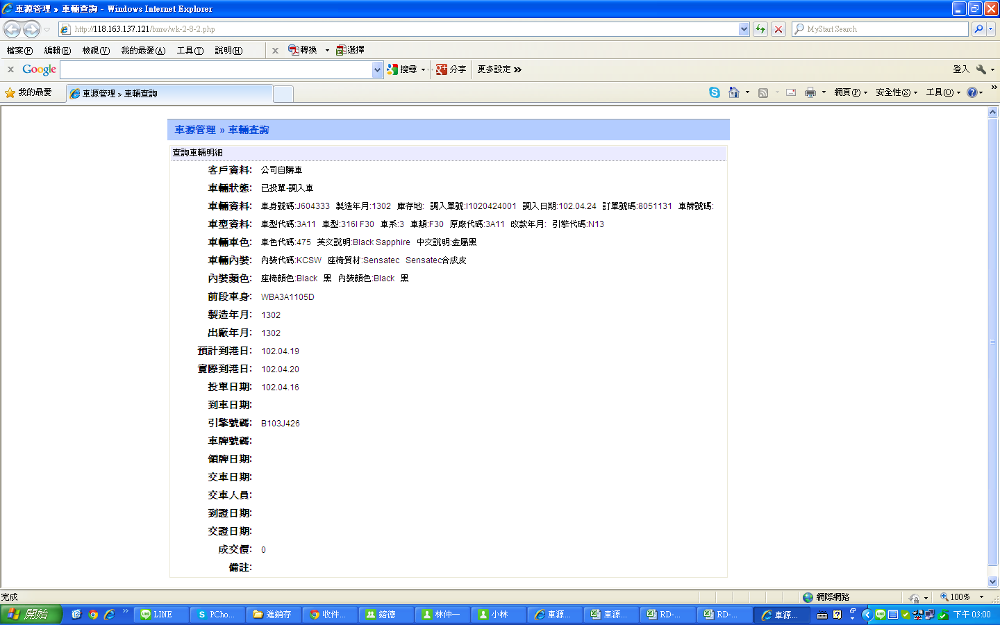 車源管理 » 車輛查詢 - Windows Internet Explorer
http://118.163.137.121/bmw/wk-2-8-2.php
MyStart Search
檔案(F) 編輯(E) 檢視(V) 我的最愛(A) 工具(T) 說明(H) x 轉換 選擇
x Google 搜尋 分享 更多設定 » 登入
我的最愛 車源管理 » 車輛查詢 網頁(P) 安全性(S) 工具(O) »
車源管理 » 車輛查詢
查詢車輛明細
客戶資料: 公司自購車
車輛狀態: 已投單-調入車
車輛資料: 車身號碼:J604333 製造年月:1302 庫存地: 調入單號:I1020424001 調入日期:102.04.24 訂單號碼:8051131 車牌號碼:
車型資料: 車型代碼:3A11 車型:316I F30 車系:3 車類:F30 原廠代碼:3A11 改款年月: 引擎代碼:N13
車輛車色: 車色代碼:475 英文說明:Black Sapphire 中文說明:金屬黑
車輛內裝: 內裝代碼:KCSW 座椅質材:Sensatec Sensatec合成皮
內裝顏色: 座椅顏色:Black 黑 內裝顏色:Black 黑
前段車身: WBA3A1105D
製造年月: 1302
出廠年月: 1302
預計到港日: 102.04.19
實際到港日: 102.04.20
投單日期: 102.04.16
到車日期:
引擎號碼: B103J426
車牌號碼:
領牌日期:
交車日期:
交車人員:
到證日期:
交證日期:
成交價: 0
備註:
完成 網際網路 100%
開始 » LINE PCho... 進銷存 收件... 鎔德 林仲一 小林 車源... 車源... RD-... RD-... 車源... 下午 03:00